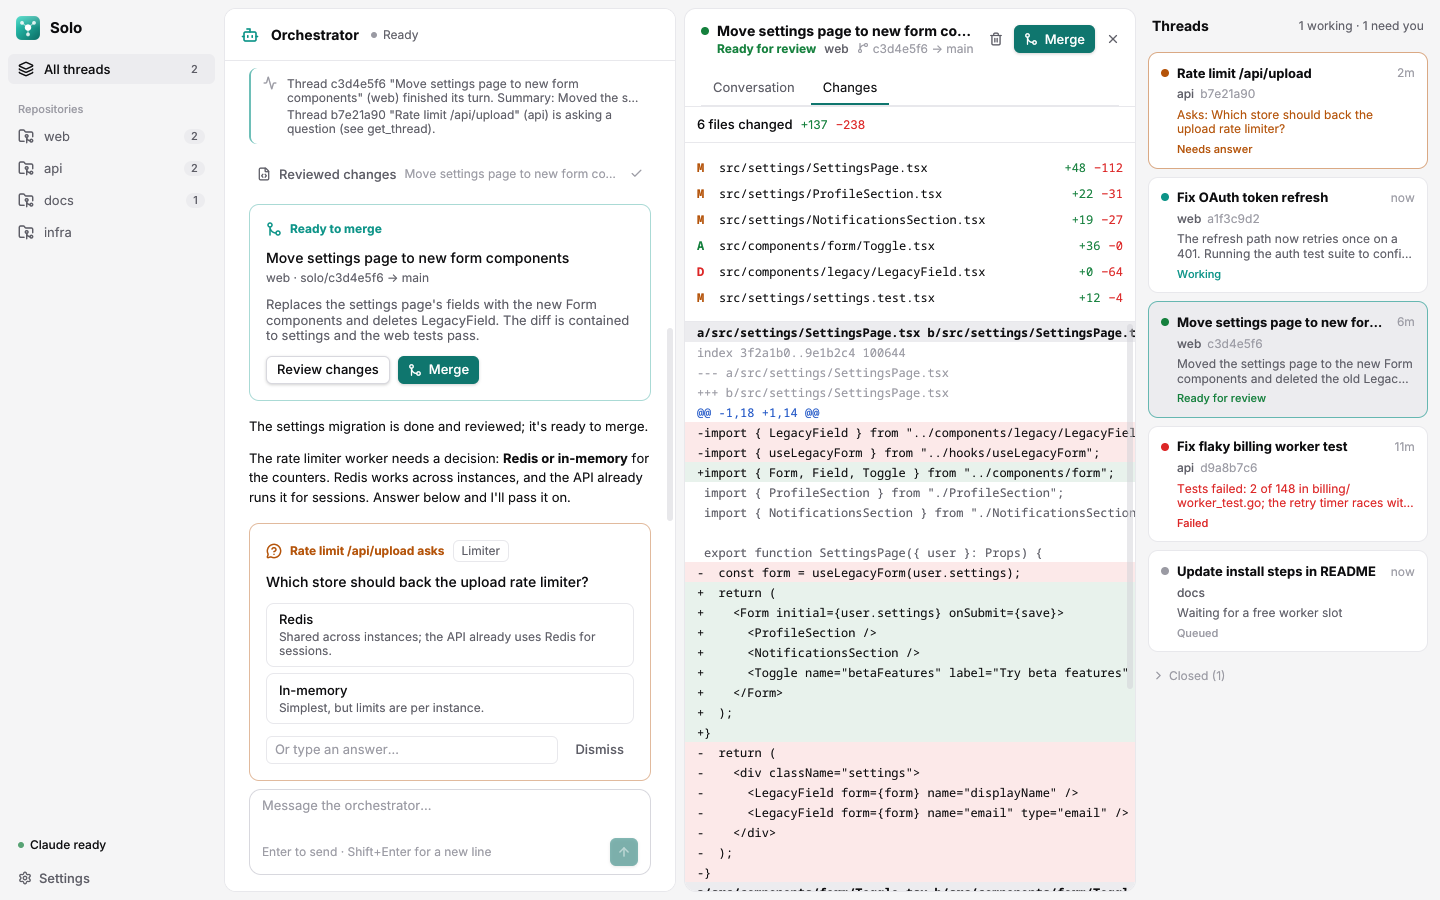 Solo
All threads 2
Repositories
web 2
api 2
docs 1
infra
Claude ready
Settings
Orchestrator Ready
Thread c3d4e5f6 "Move settings page to new form
components" (web) finished its turn. Summary: Moved the s...
Thread b7e21a90 "Rate limit /api/upload" (api) is asking a
question (see get_thread).
Reviewed changes Move settings page to new form co...
Ready to merge
Move settings page to new form components
web · solo/c3d4e5f6 → main
Replaces the settings page's fields with the new Form
components and deletes LegacyField. The diff is contained
to settings and the web tests pass.
Review changes Merge
The settings migration is done and reviewed; it's ready to merge.
The rate limiter worker needs a decision: Redis or in-memory for
the counters. Redis works across instances, and the API already
runs it for sessions. Answer below and I'll pass it on.
Rate limit /api/upload asks Limiter
Which store should back the upload rate limiter?
Redis
Shared across instances; the API already uses Redis for
sessions.
In-memory
Simplest, but limits are per instance.
Or type an answer... Dismiss
Message the orchestrator...
Enter to send · Shift+Enter for a new line
Move settings page to new form co...
Ready for review web c3d4e5f6 → main
Merge
Conversation Changes
6 files changed +137 −238
M src/settings/SettingsPage.tsx +48 −112
M src/settings/ProfileSection.tsx +22 −31
M src/settings/NotificationsSection.tsx +19 −27
A src/components/form/Toggle.tsx +36 −0
D src/components/legacy/LegacyField.tsx +0 −64
M src/settings/settings.test.tsx +12 −4
a/src/settings/SettingsPage.tsx b/src/settings/SettingsPage.t
index 3f2a1b0..9e1b2c4 100644
--- a/src/settings/SettingsPage.tsx
+++ b/src/settings/SettingsPage.tsx
@@ -1,18 +1,14 @@
-import { LegacyField } from "../components/legacy/LegacyFiel
-import { useLegacyForm } from "../hooks/useLegacyForm";
+import { Form, Field, Toggle } from "../components/form";
import { ProfileSection } from "./ProfileSection";
import { NotificationsSection } from "./NotificationsSection
export function SettingsPage({ user }: Props) {
- const form = useLegacyForm(user.settings);
+ return (
+ <Form initial={user.settings} onSubmit={save}>
+ <ProfileSection />
+ <NotificationsSection />
+ <Toggle name="betaFeatures" label="Try beta features"
+ </Form>
+ );
+}
- return (
- <div className="settings">
- <LegacyField form={form} name="displayName" />
- <LegacyField form={form} name="email" type="email" />
- </div>
- );
-}
a/src/components/form/Toggle.tsx b/src/components/form/Toggl
Threads 1 working · 1 need you
Rate limit /api/upload 2m
api b7e21a90
Asks: Which store should back the
upload rate limiter?
Needs answer
Fix OAuth token refresh now
web a1f3c9d2
The refresh path now retries once on a
401. Running the auth test suite to confi...
Working
Move settings page to new for... 6m
web c3d4e5f6
Moved the settings page to the new Form
components and deleted the old Legac...
Ready for review
Fix flaky billing worker test 11m
api d9a8b7c6
Tests failed: 2 of 148 in billing/
worker_test.go; the retry timer races wit...
Failed
Update install steps in README now
docs
Waiting for a free worker slot
Queued
Closed (1)